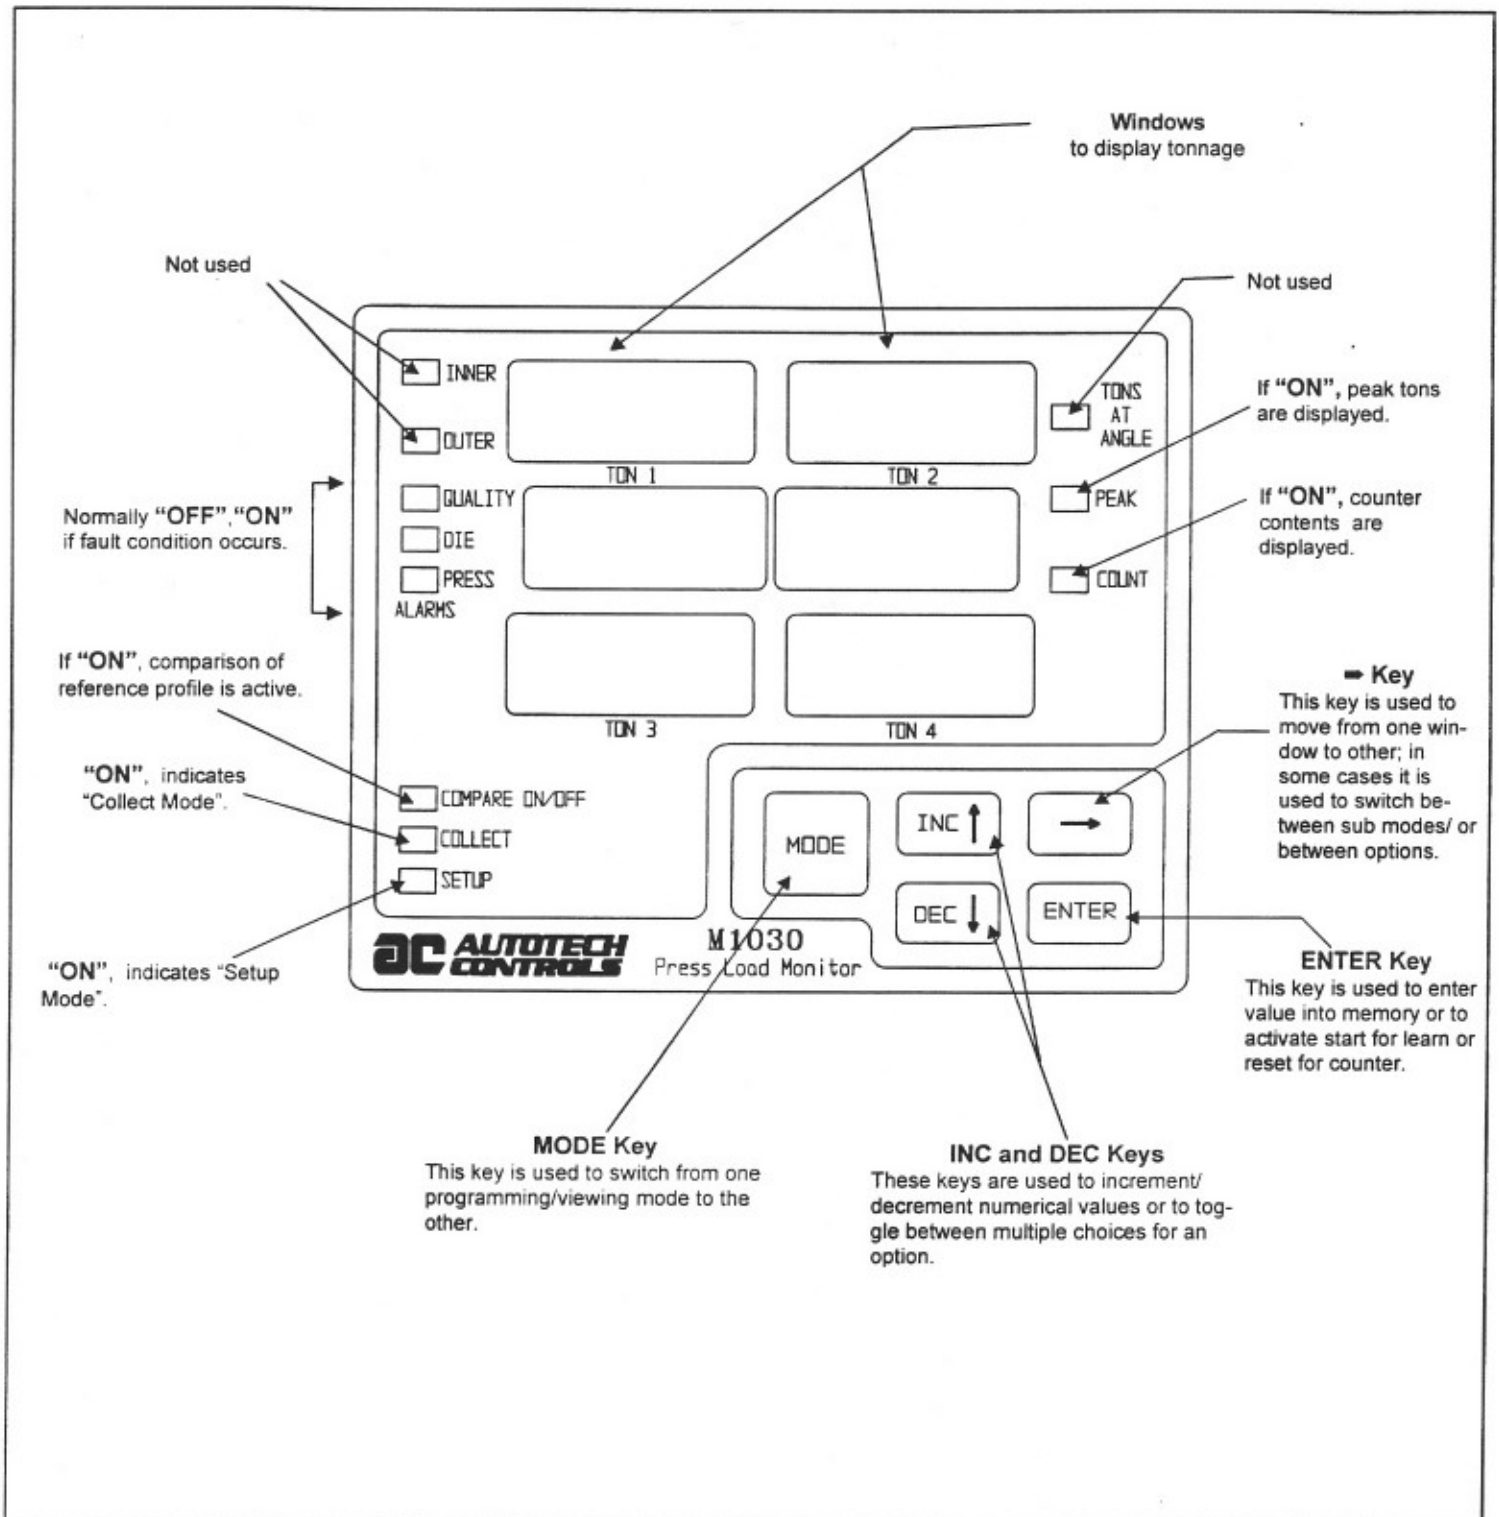 Windows
to display tonnage
Not used
Not used
INNER
OUTER
TON 1
TON 2
TONS
AT
ANGLE
If “ON”, peak tons
are displayed.
Normally “OFF”,“ON”
if fault condition occurs.
QUALITY
DIE
PRESS
ALARMS
PEAK
COUNT
If “ON”, counter
contents are
displayed.
TON 3
TON 4
If “ON”, comparison of
reference profile is active.
“ON”, indicates
“Collect Mode”.
COMPARE ON/OFF
COLLECT
SETUP
“ON”, indicates “Setup
Mode”.
MODE
INC ↑
→
DEC ↓
ENTER
➡ Key
This key is used to
move from one win-
dow to other; in
some cases it is
used to switch be-
tween sub modes/ or
between options.
ac AUTOTECH
CONTROLS
M1030
Press Load Monitor
ENTER Key
This key is used to enter
value into memory or to
activate start for learn or
reset for counter.
MODE Key
This key is used to switch from one
programming/viewing mode to the
other.
INC and DEC Keys
These keys are used to increment/
decrement numerical values or to tog-
gle between multiple choices for an
option.